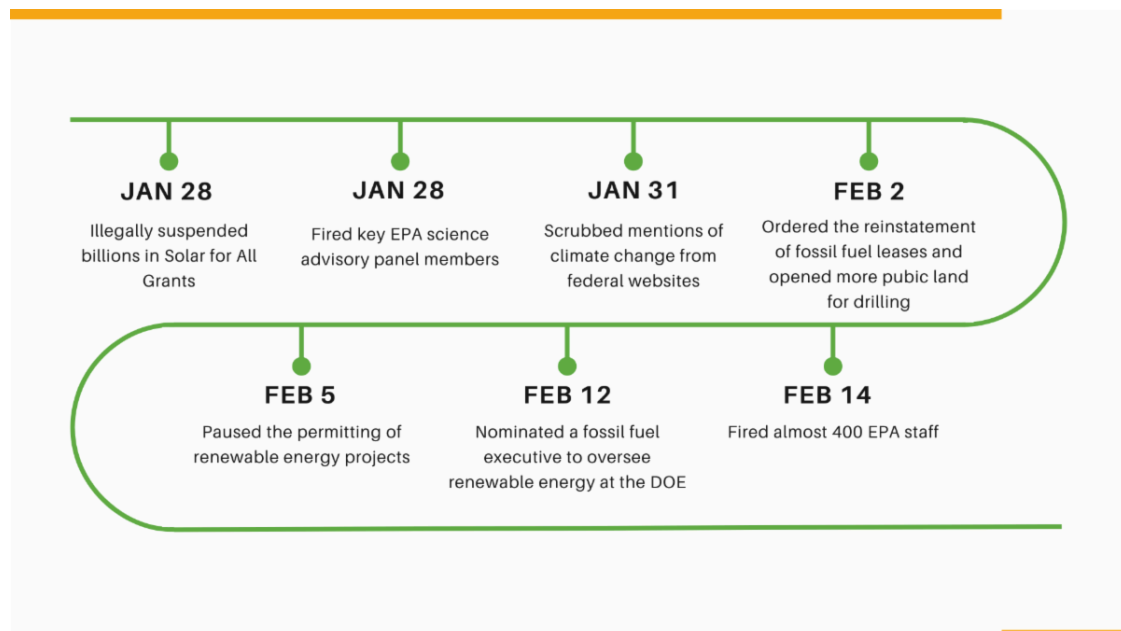 JAN 28
Illegally suspended
billions in Solar for All
Grants
JAN 28
Fired key EPA science
advisory panel members
JAN 31
Scrubbed mentions of
climate change from
federal websites
FEB 2
Ordered the reinstatement
of fossil fuel leases and
opened more pubic land
for drilling
FEB 5
Paused the permitting of
renewable energy projects
FEB 12
Nominated a fossil fuel
executive to oversee
renewable energy at the DOE
FEB 14
Fired almost 400 EPA staff